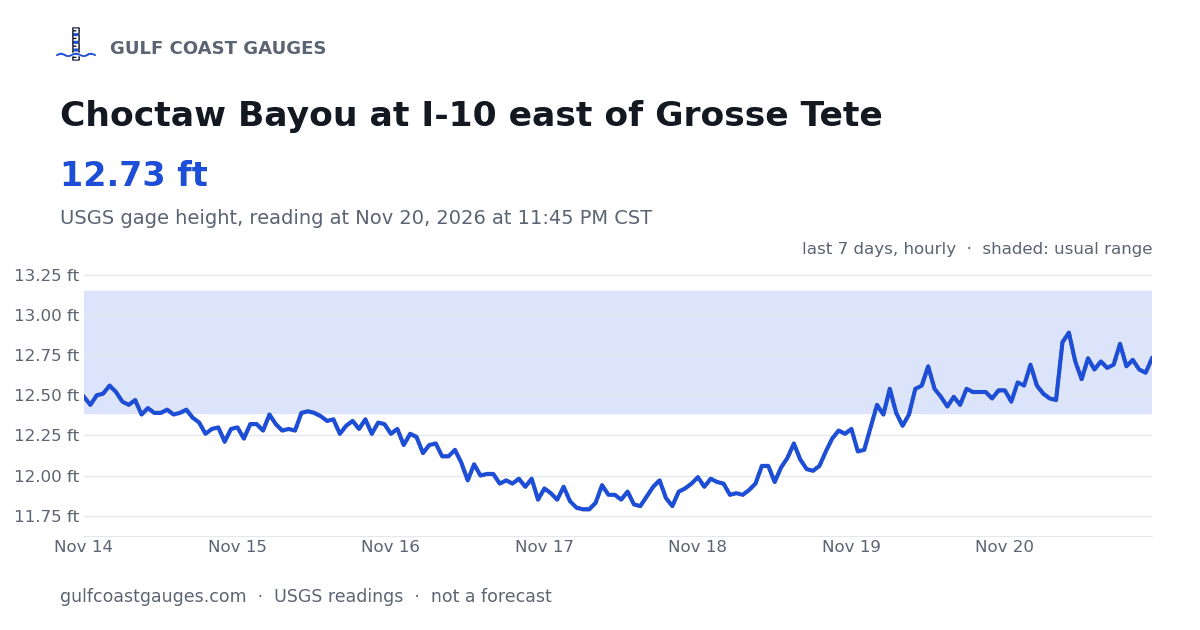 GULF COAST GAUGES
Choctaw Bayou at I-10 east of Grosse Tete
12.73 ft
USGS gage height, reading at Nov 20, 2026 at 11:45 PM CST
last 7 days, hourly · shaded: usual range
13.25 ft
13.00 ft
12.75 ft
12.50 ft
12.25 ft
12.00 ft
11.75 ft
Nov 14 Nov 15 Nov 16 Nov 17 Nov 18 Nov 19 Nov 20
gulfcoastgauges.com · USGS readings · not a forecast